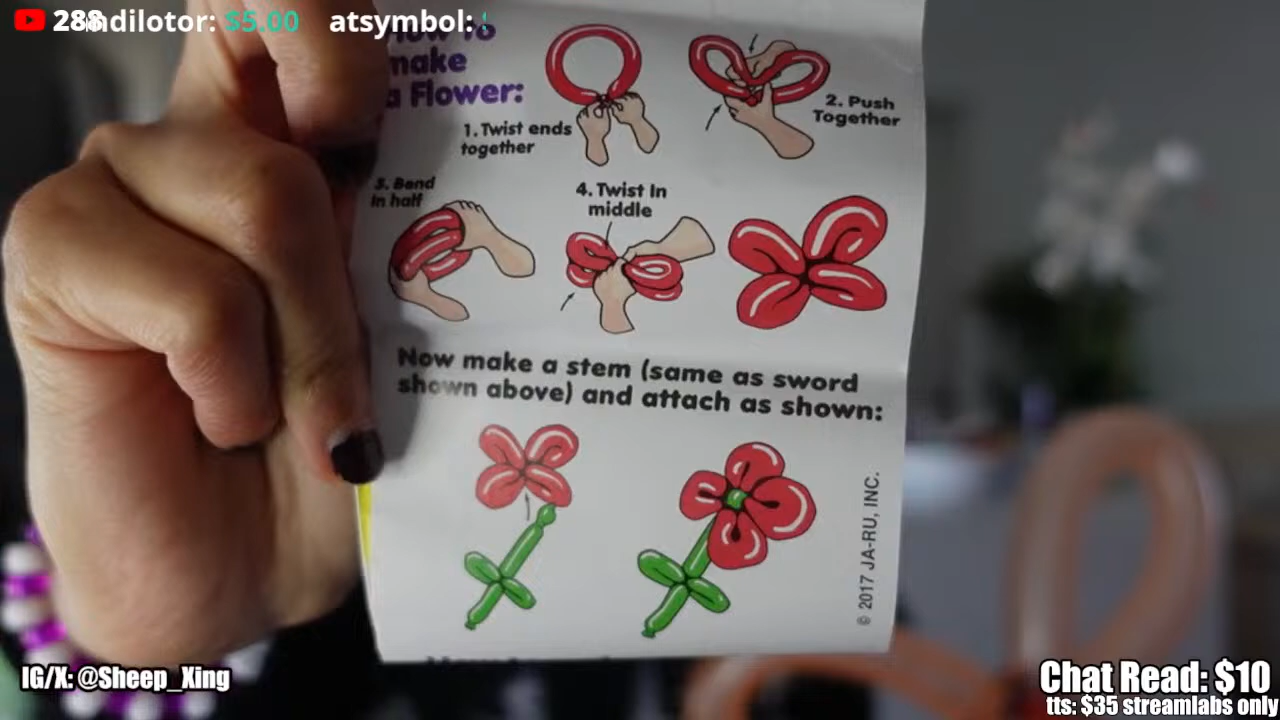 288
ndilotor: $5.00 atsymbol:
How To
make
a Flower:
1. Twist ends
together
2. Push
Together
3. Bend
In half
4. Twist In
middle
Now make a stem (same as sword
shown above) and attach as shown:
© 2017 JA-RU, INC.
IG/X: @Sheep_Xing
Chat Read: $10
tts: $35 streamlabs only